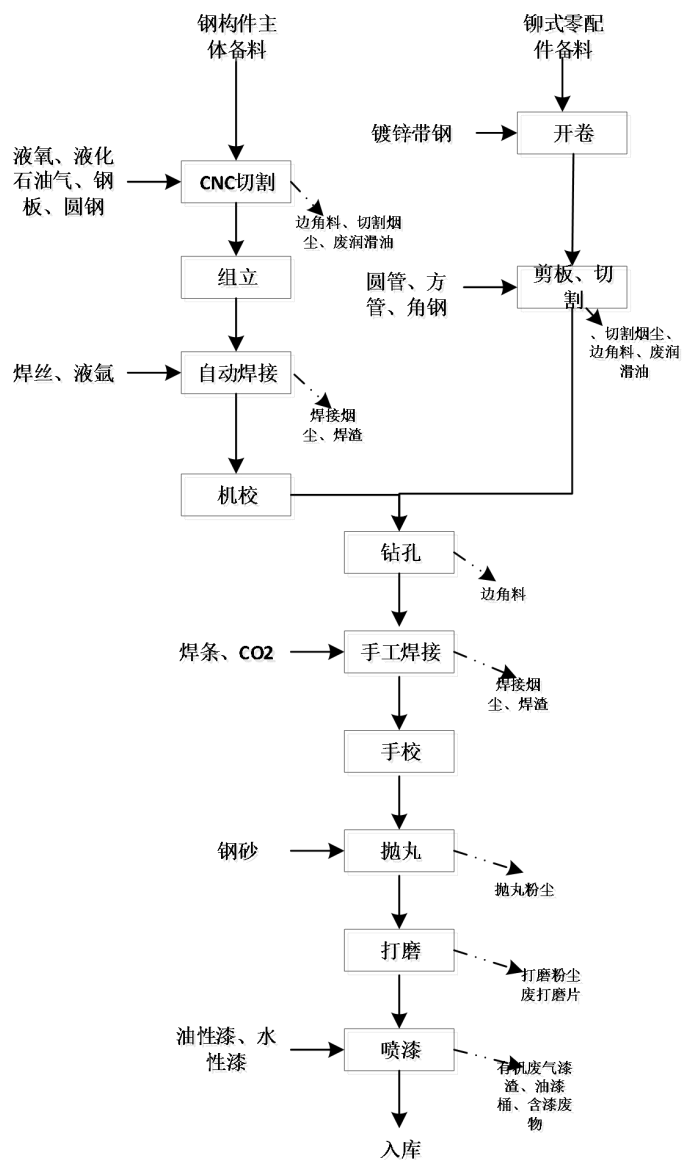 钢构件主
体备料
铆式零配
件备料
镀锌带钢
开卷
液氧、液化
石油气、钢
板、圆钢
CNC切割
边角料、切割烟
尘、废润滑油
组立
圆管、方
管、角钢
剪板、切
割
、切割烟尘、
边角料、废润
滑油
焊丝、液氩
自动焊接
焊接烟
尘、焊渣
机校
钻孔
边角料
焊条、CO2
手工焊接
焊接烟
尘、焊渣
手校
钢砂
抛丸
抛丸粉尘
打磨
打磨粉尘
废打磨片
油性漆、水
性漆
喷漆
有机废气漆
渣、油漆
桶、含漆废
物
入库